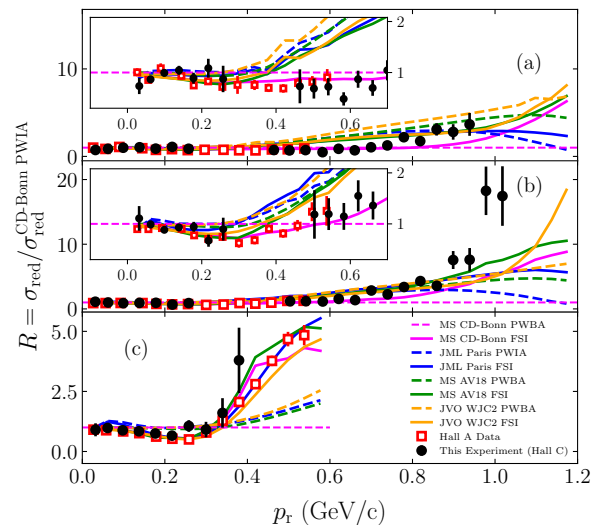 (a)
10
0
2
1
0.0
0.2
0.4
0.6
(b)
20
10
0
2
1
0.0
0.2
0.4
0.6
(c)
5.0
2.5
0.0
MS CD-Bonn PWBA
MS CD-Bonn FSI
JML Paris PWIA
JML Paris FSI
MS AV18 PWBA
MS AV18 FSI
JVO WJC2 PWBA
JVO WJC2 FSI
Hall A Data
This Experiment (Hall C)
0.0 0.2 0.4 0.6 0.8 1.0 1.2
p_r (GeV/c)
R = σ_red/σ_red^CD-Bonn PWIA